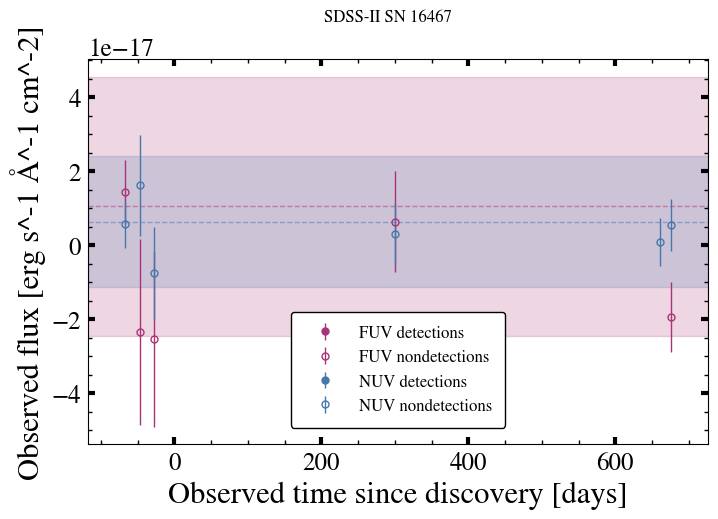 SDSS-II SN 16467
1e−17
Observed flux [erg s^-1 Å^-1 cm^-2]
4
2
0
−2
−4
FUV detections
FUV nondetections
NUV detections
NUV nondetections
0 200 400 600
Observed time since discovery [days]